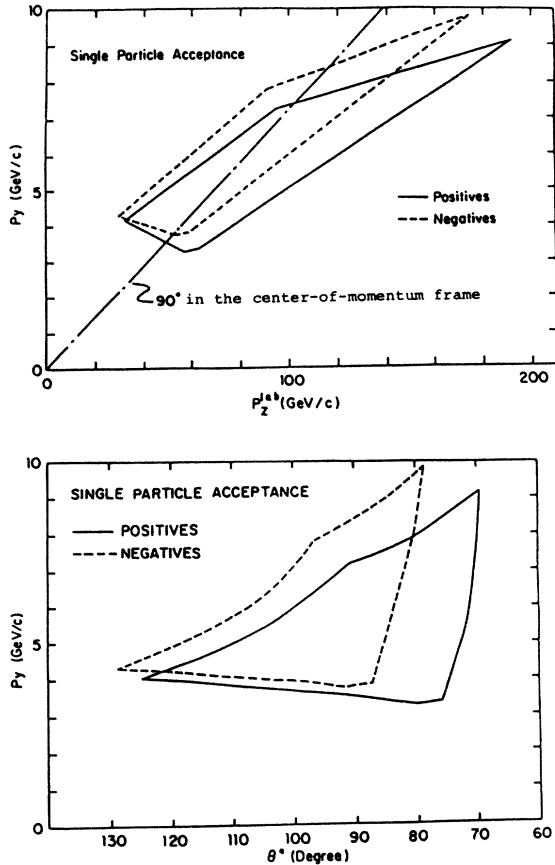 10
Single Particle Acceptance
Py (GeV/c)
5
Positives
Negatives
90° in the center-of-momentum frame
0
0
100
200
P_Z^lab (GeV/c)
10
SINGLE PARTICLE ACCEPTANCE
POSITIVES
NEGATIVES
Py (GeV/c)
5
0
130 120 110 100 90 80 70 60
θ* (Degree)